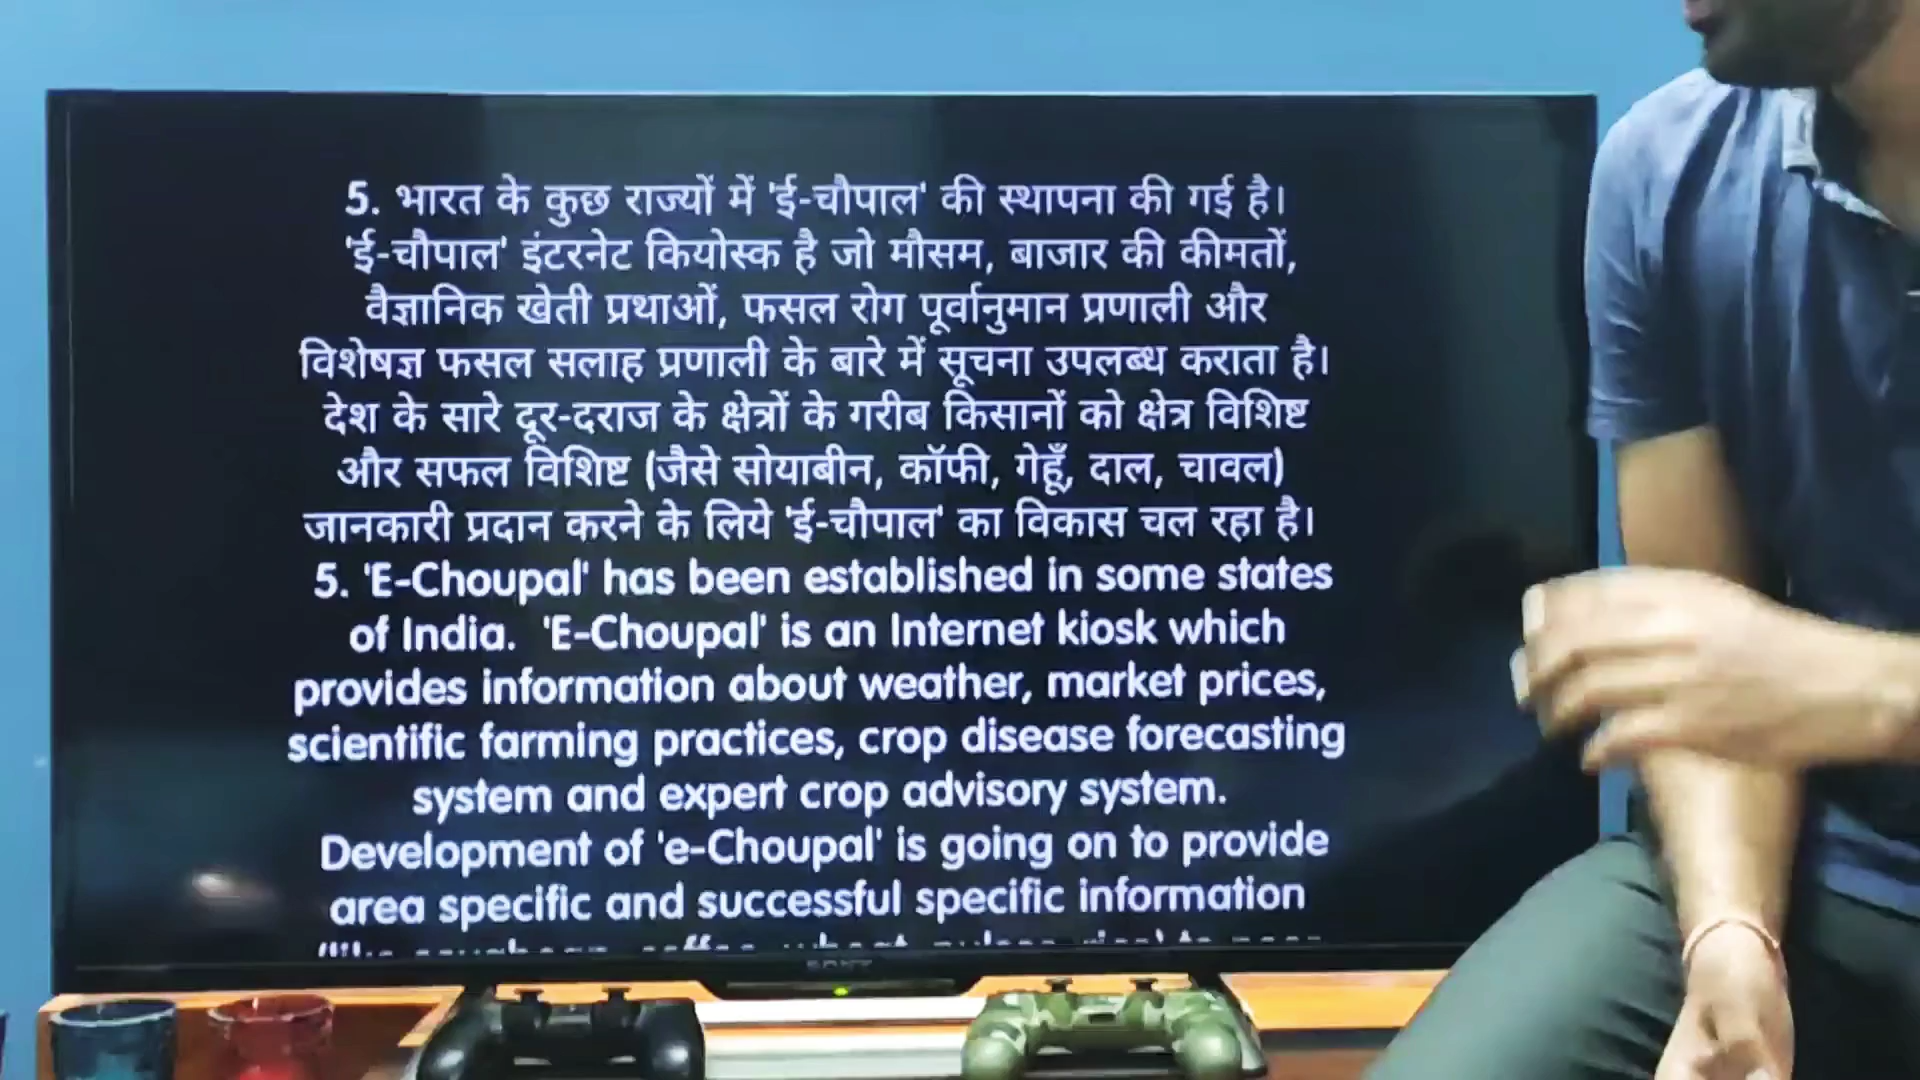 5. भारत के कुछ राज्यों में 'ई-चौपाल' की स्थापना की गई है।
'ई-चौपाल' इंटरनेट कियोस्क है जो मौसम, बाजार की कीमतों,
वैज्ञानिक खेती प्रथाओं, फसल रोग पूर्वानुमान प्रणाली और
विशेषज्ञ फसल सलाह प्रणाली के बारे में सूचना उपलब्ध कराता है।
देश के सारे दूर-दराज के क्षेत्रों के गरीब किसानों को क्षेत्र विशिष्ट
और सफल विशिष्ट (जैसे सोयाबीन, कॉफी, गेहूँ, दाल, चावल)
जानकारी प्रदान करने के लिये 'ई-चौपाल' का विकास चल रहा है।
5. 'E-Choupal' has been established in some states
of India. 'E-Choupal' is an Internet kiosk which
provides information about weather, market prices,
scientific farming practices, crop disease forecasting
system and expert crop advisory system.
Development of 'e-Choupal' is going on to provide
area specific and successful specific information
SONY